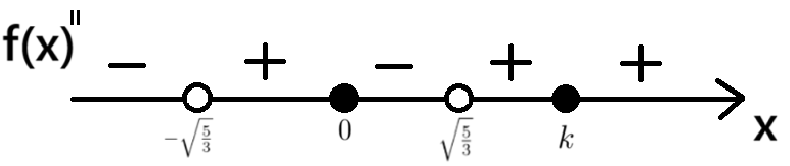 f(x)"
− + − + +
-√(5/3) 0 √(5/3) k
x